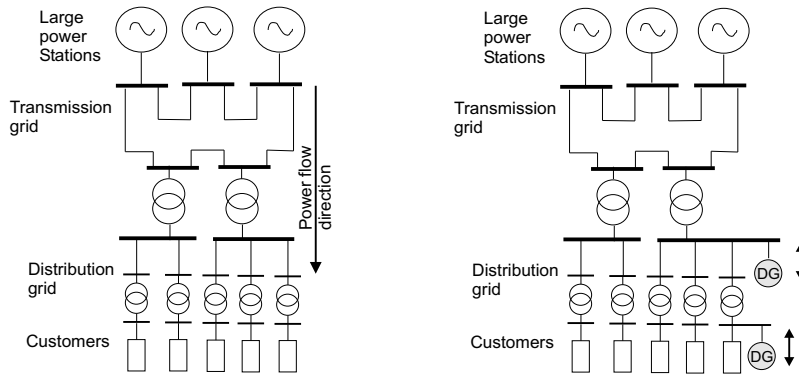 Large
power
Stations
Transmission
grid
Power flow
direction
Distribution
grid
Customers
Large
power
Stations
Transmission
grid
Distribution
grid
DG
Customers
DG